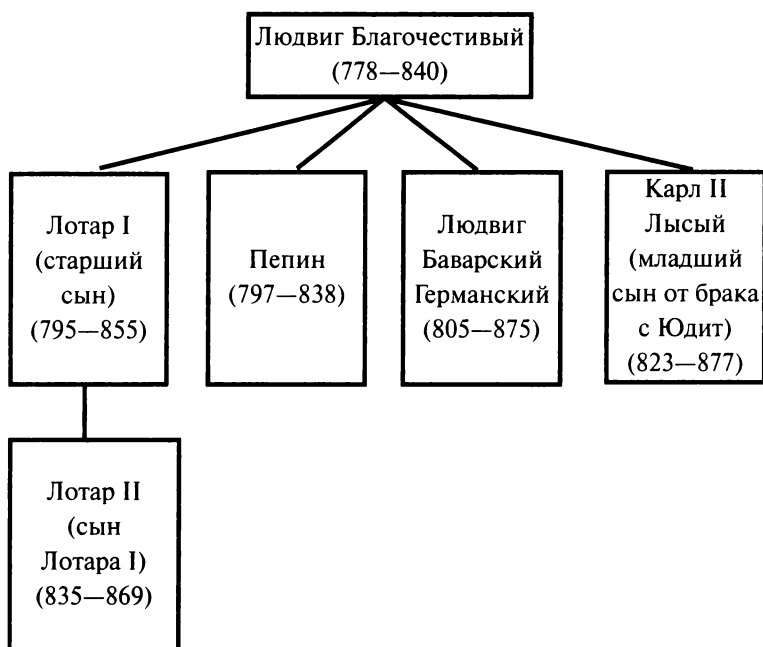 Людвиг Благочестивый
(778—840)
Лотар I
(старший
сын)
(795—855)
Пепин
(797—838)
Людвиг
Баварский
Германский
(805—875)
Карл II
Лысый
(младший
сын от брака
с Юдит)
(823—877)
Лотар II
(сын
Лотара I)
(835—869)